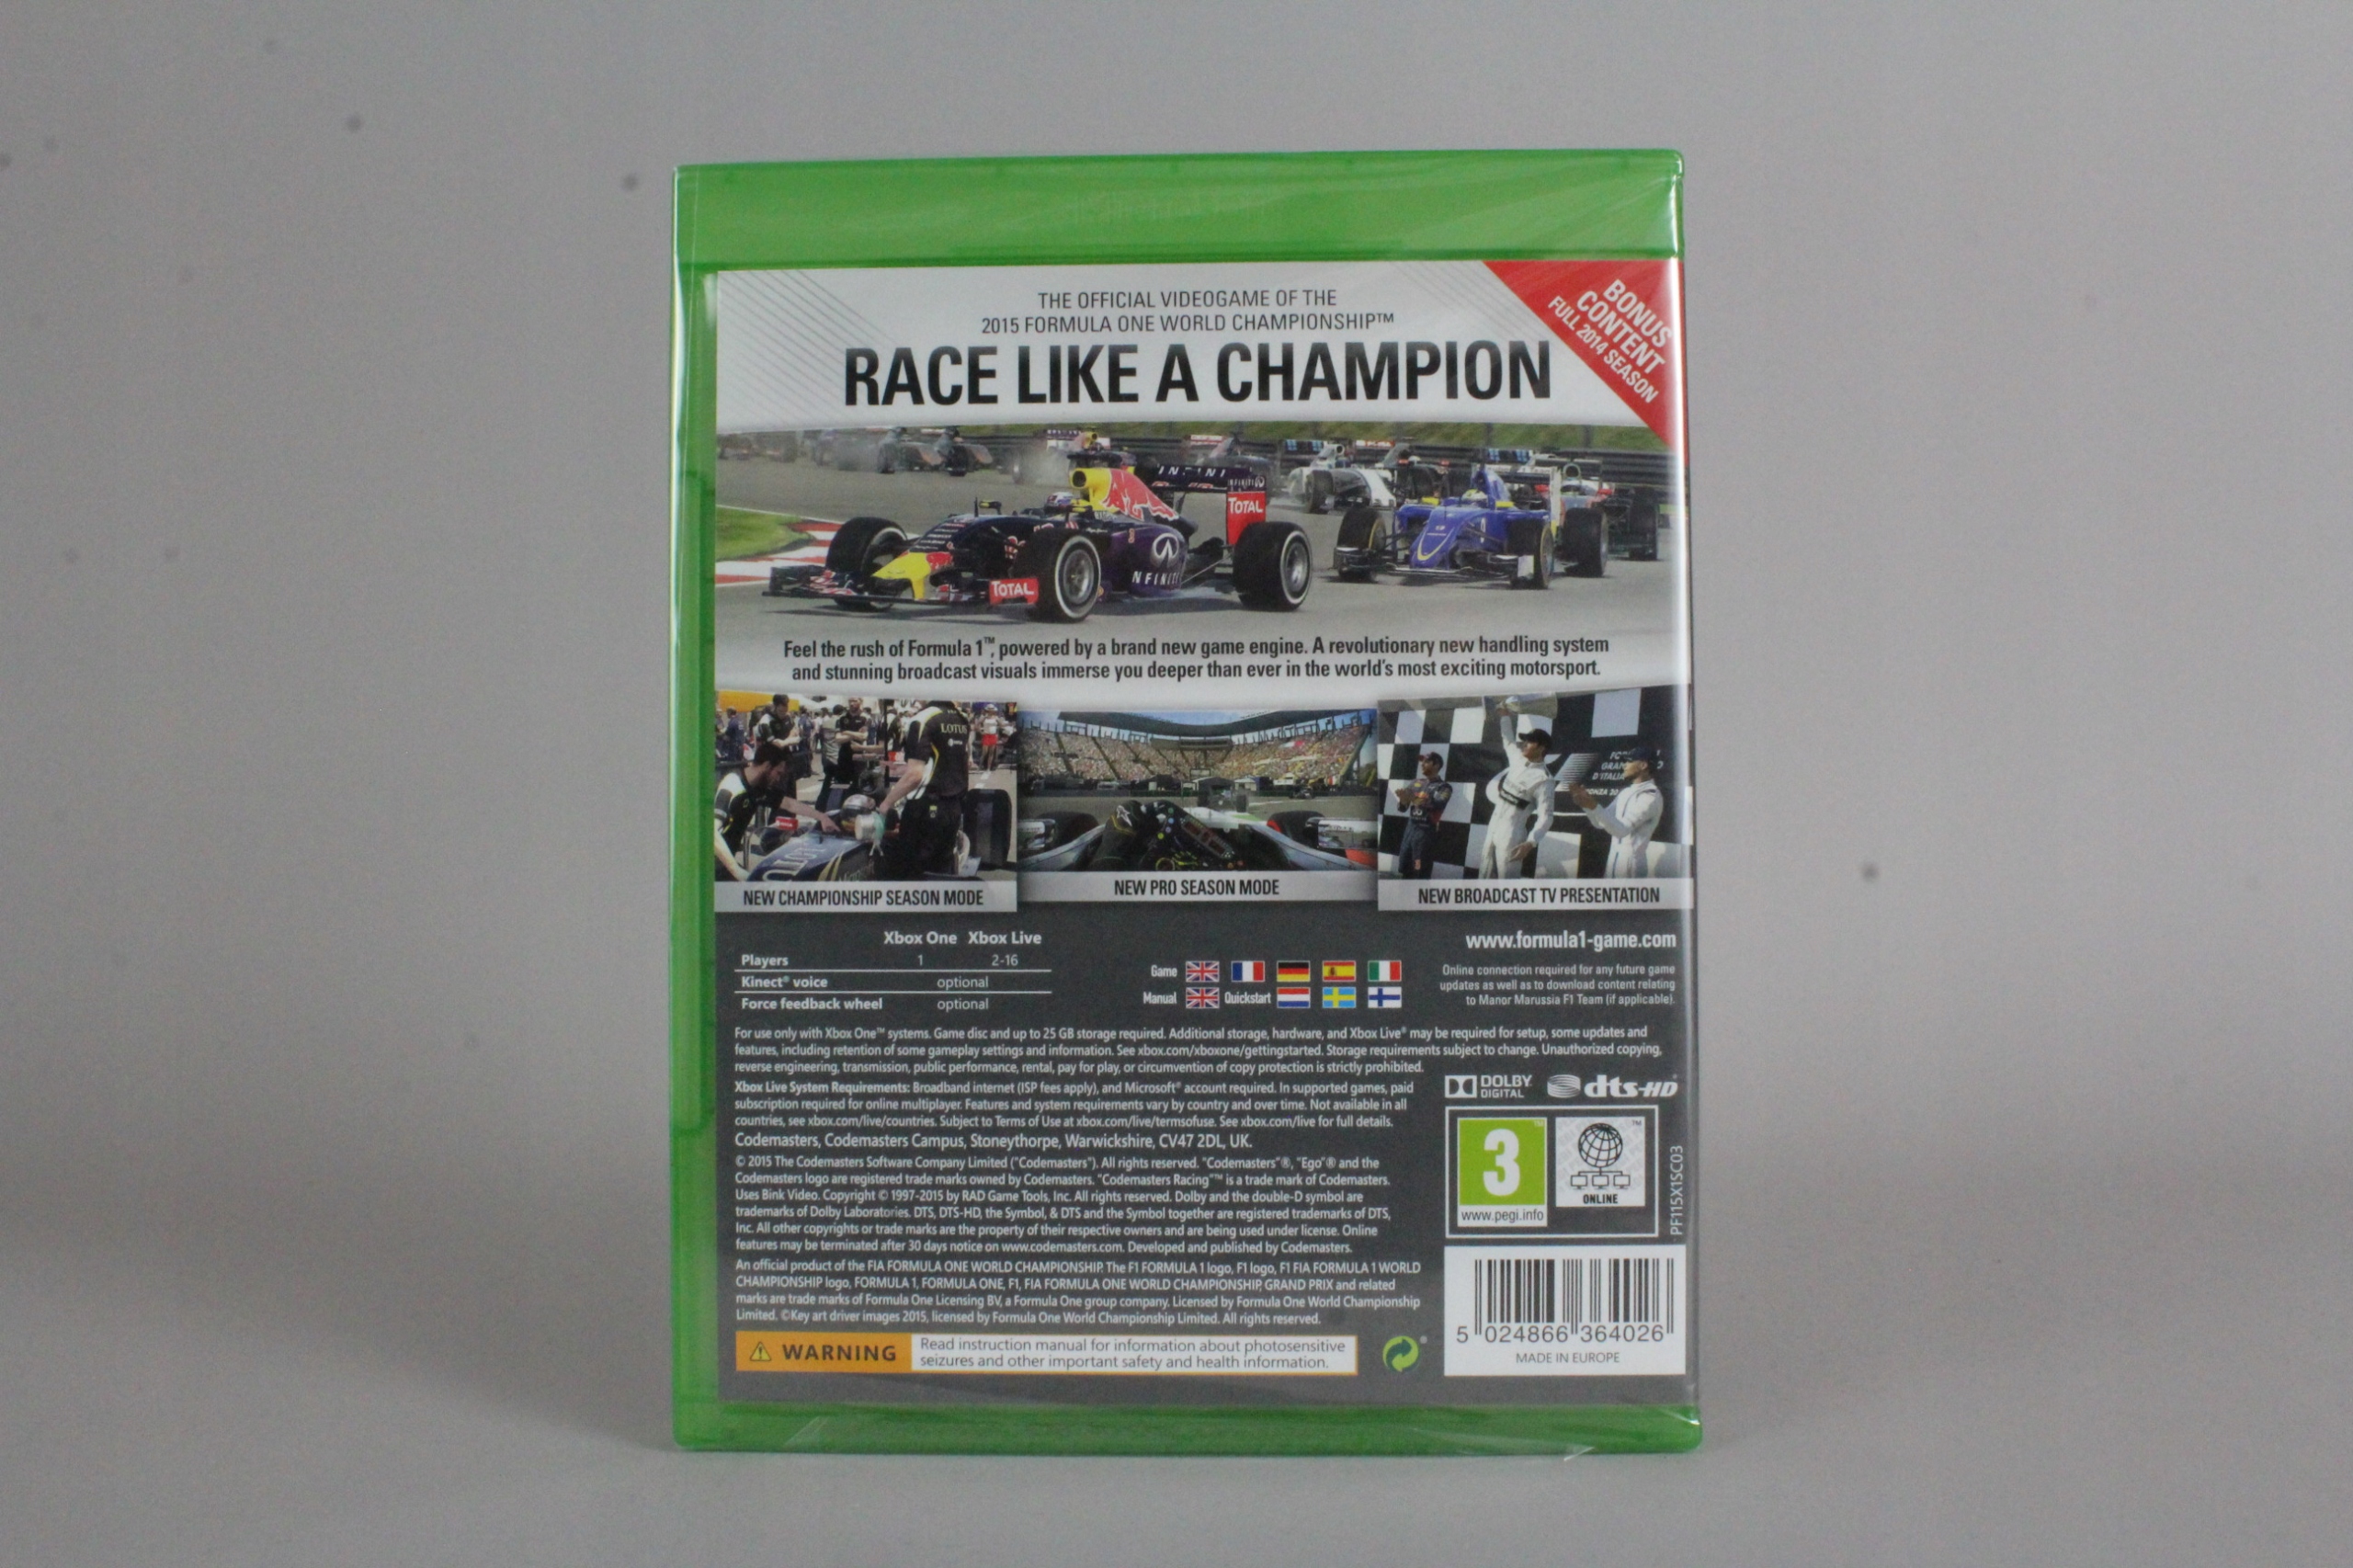 THE OFFICIAL VIDEOGAME OF THE
2015 FORMULA ONE WORLD CHAMPIONSHIP™
RACE LIKE A CHAMPION
BONUS
CONTENT
FULL 2014 SEASON
INFINITI
TOTAL
INFINITI
TOTAL
Feel the rush of Formula 1™, powered by a brand new game engine. A revolutionary new handling system
and stunning broadcast visuals immerse you deeper than ever in the world's most exciting motorsport.
LOTUS
D'ITALIA
NEW CHAMPIONSHIP SEASON MODE
NEW PRO SEASON MODE
NEW BROADCAST TV PRESENTATION
Xbox One Xbox Live
Players 1 2-16
Kinect® voice optional
Force feedback wheel optional
Game
Manual Quickstart
www.formula1-game.com
Online connection required for any future game
updates as well as to download content relating
to Manor Marussia F1 Team (if applicable).
For use only with Xbox One™ systems. Game disc and up to 25 GB storage required. Additional storage, hardware, and Xbox Live® may be required for setup, some updates and
features, including retention of some gameplay settings and information. See xbox.com/xboxone/gettingstarted. Storage requirements subject to change. Unauthorized copying,
reverse engineering, transmission, public performance, rental, pay for play, or circumvention of copy protection is strictly prohibited.
Xbox Live System Requirements: Broadband internet (ISP fees apply), and Microsoft® account required. In supported games, paid
subscription required for online multiplayer. Features and system requirements vary by country and over time. Not available in all
countries, see xbox.com/live/countries. Subject to Terms of Use at xbox.com/live/termsofuse. See xbox.com/live for full details.
Codemasters, Codemasters Campus, Stoneythorpe, Warwickshire, CV47 2DL, UK.
© 2015 The Codemasters Software Company Limited ("Codemasters"). All rights reserved. "Codemasters"®, "Ego"® and the
Codemasters logo are registered trade marks owned by Codemasters. "Codemasters Racing"™ is a trade mark of Codemasters.
Uses Bink Video. Copyright © 1997-2015 by RAD Game Tools, Inc. All rights reserved. Dolby and the double-D symbol are
trademarks of Dolby Laboratories. DTS, DTS-HD, the Symbol, & DTS and the Symbol together are registered trademarks of DTS,
Inc. All other copyrights or trade marks are the property of their respective owners and are being used under license. Online
features may be terminated after 30 days notice on www.codemasters.com. Developed and published by Codemasters.
An official product of the FIA FORMULA ONE WORLD CHAMPIONSHIP. The F1 FORMULA 1 logo, F1 logo, F1 FIA FORMULA 1 WORLD
CHAMPIONSHIP logo, FORMULA 1, FORMULA ONE, F1, FIA FORMULA ONE WORLD CHAMPIONSHIP, GRAND PRIX and related
marks are trade marks of Formula One Licensing BV, a Formula One group company. Licensed by Formula One World Championship
Limited. ©Key art driver images 2015, licensed by Formula One World Championship Limited. All rights reserved.
WARNING
Read instruction manual for information about photosensitive
seizures and other important safety and health information.
DOLBY
DIGITAL
dts-HD
3
www.pegi.info
ONLINE
PF115X1SC03
5 024866 364026
MADE IN EUROPE